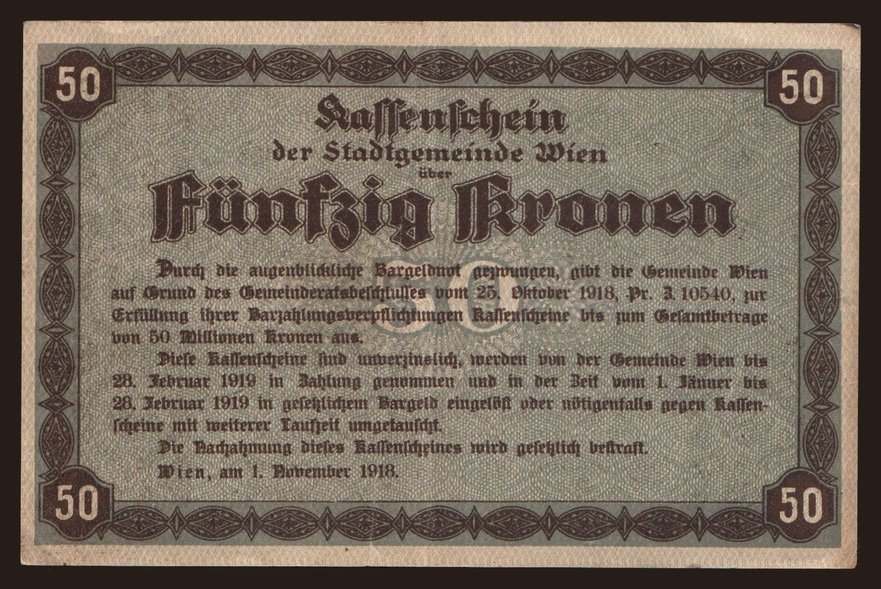 50 50
Kassenschein
der Stadtgemeinde Wien
über
Fünfzig Kronen
50
Durch die augenblickliche Bargeldnot gezwungen, gibt die Gemeinde Wien
auf Grund des Gemeinderatsbeschlusses vom 25. Oktober 1918, Pr. Z. 10540, zur
Erfüllung ihrer Barzahlungsverpflichtungen Kassenscheine bis zum Gesamtbetrage
von 50 Millionen Kronen aus.
Diese Kassenscheine sind unverzinslich, werden von der Gemeinde Wien bis
28. Februar 1919 in Zahlung genommen und in der Zeit vom 1. Jänner bis
28. Februar 1919 in gesetzlichem Bargeld eingelöst oder nötigenfalls gegen Kassen-
scheine mit weiterer Laufzeit umgetauscht.
Die Nachahmung dieses Kassenscheines wird gesetzlich bestraft.
Wien, am 1. November 1918.
50 50